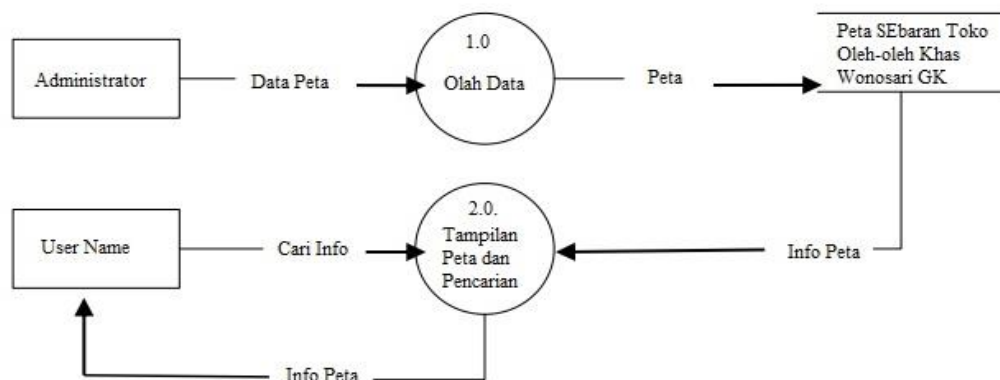 Administrator
Data Peta
1.0
Olah Data
Peta
Peta SEbaran Toko
Oleh-oleh Khas
Wonosari GK
User Name
Cari Info
2.0.
Tampilan
Peta dan
Pencarian
Info Peta
Info Peta